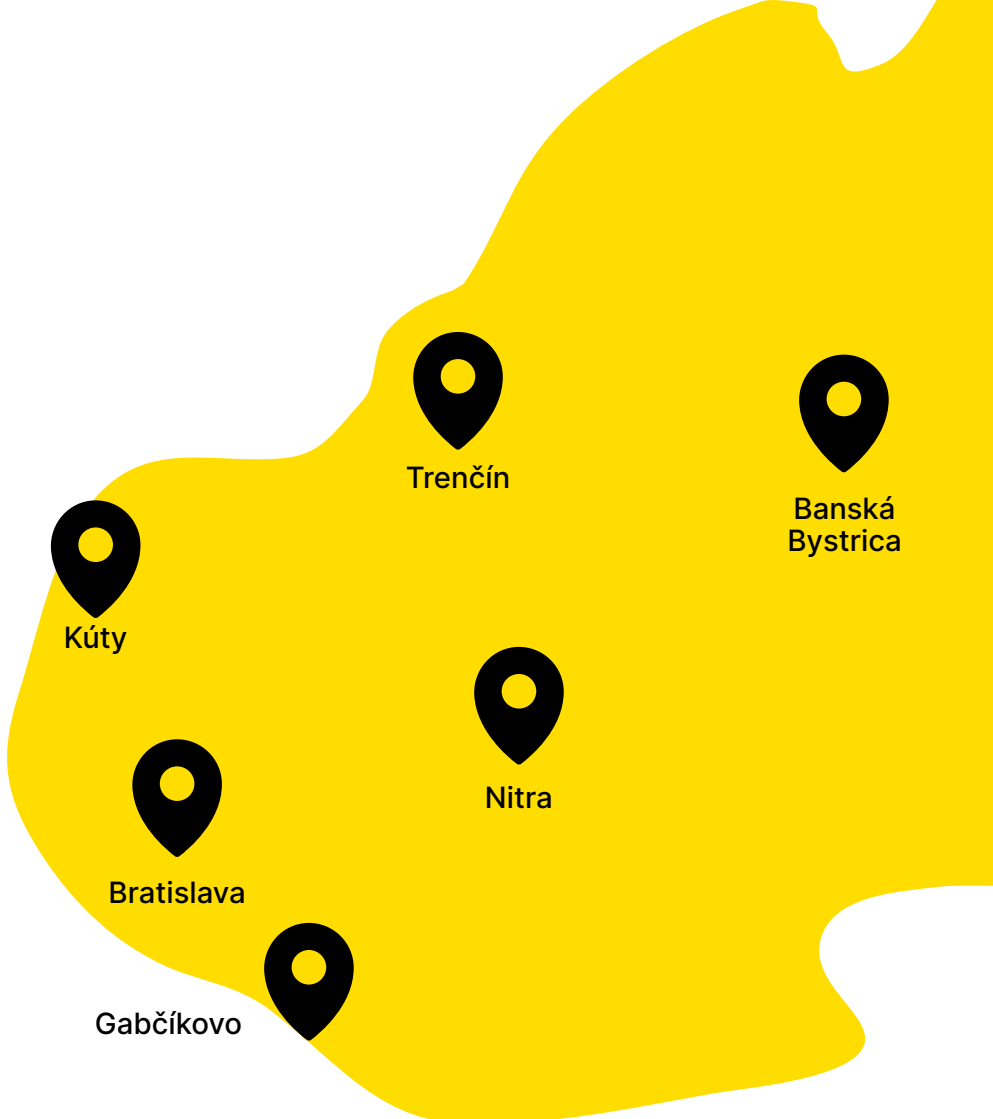 Trenčín
Banská
Bystrica
Kúty
Nitra
Bratislava
Gabčíkovo